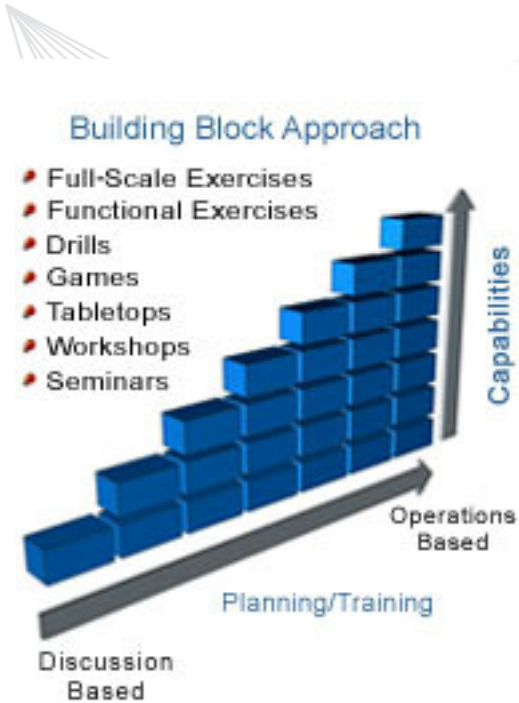 Building Block Approach
Full-Scale Exercises
Functional Exercises
Drills
Games
Tabletops
Workshops
Seminars
Capabilities
Operations
Based
Planning/Training
Discussion
Based